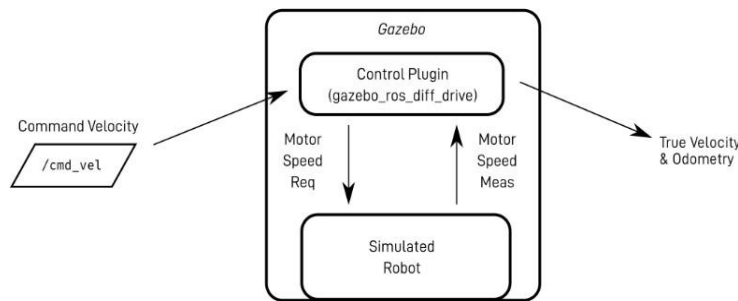 Gazebo
Control Plugin
(gazebo_ros_diff_drive)
Command Velocity
/cmd_vel
Motor
Speed
Req
Motor
Speed
Meas
True Velocity
& Odometry
Simulated
Robot